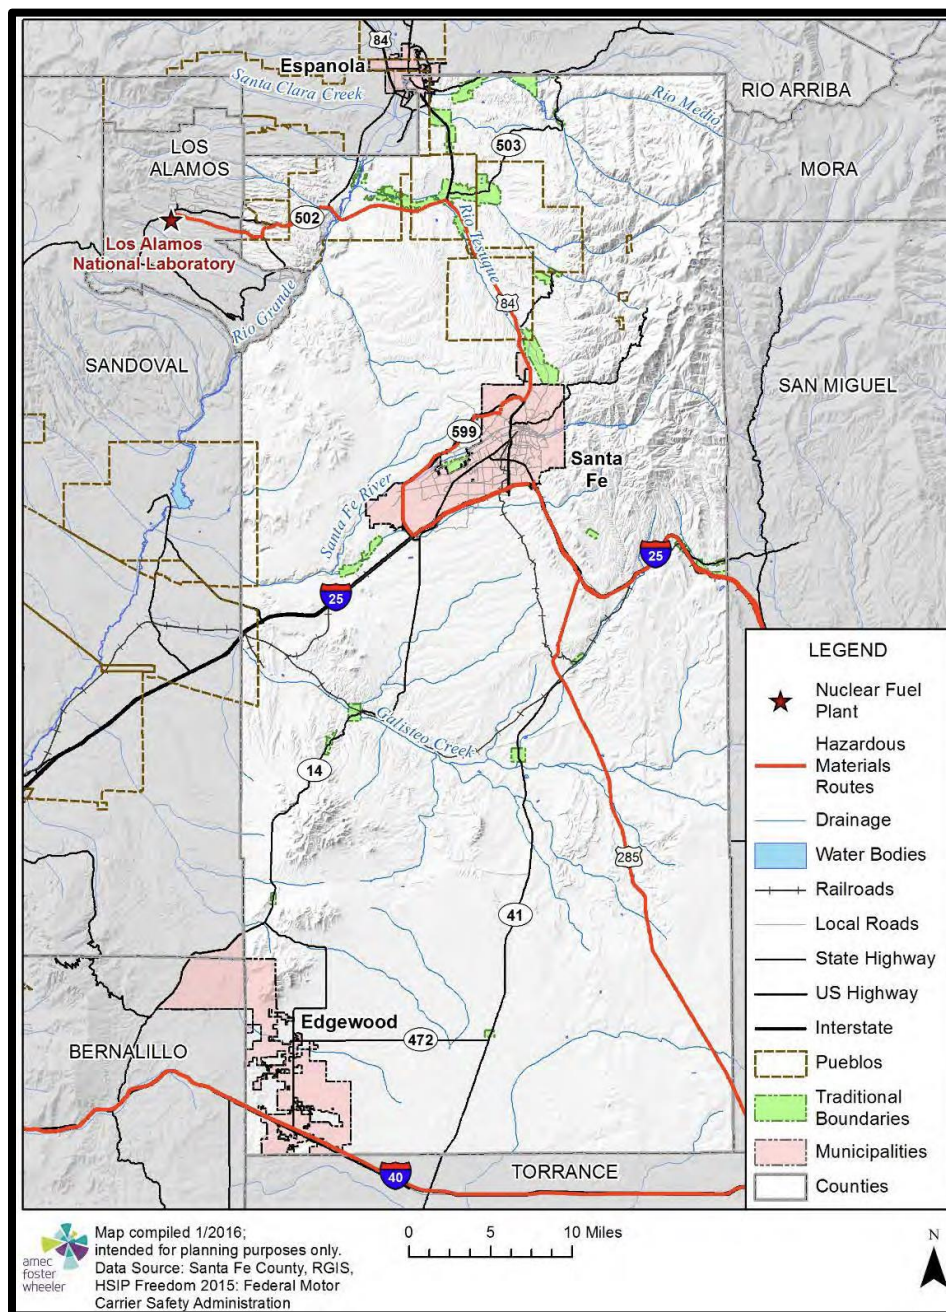 84
Espanola
Santa Clara Creek
Rio Medio
RIO ARRIBA
LOS
ALAMOS
503
MORA
502
Los Alamos
National Laboratory
Rio Tesuque
Rio Grande
84
SANDOVAL
SAN MIGUEL
599
Santa
Fe
Santa Fe River
25
25
LEGEND
Nuclear Fuel
Plant
Hazardous
Materials
Routes
Drainage
Water Bodies
Railroads
Local Roads
State Highway
US Highway
Interstate
Pueblos
Traditional
Boundaries
Municipalities
Counties
Galisteo Creek
14
285
41
Edgewood
472
BERNALILLO
TORRANCE
40
amec
foster
wheeler
Map compiled 1/2016;
intended for planning purposes only.
Data Source: Santa Fe County, RGIS,
HSIP Freedom 2015: Federal Motor
Carrier Safety Administration
0 5 10 Miles
N